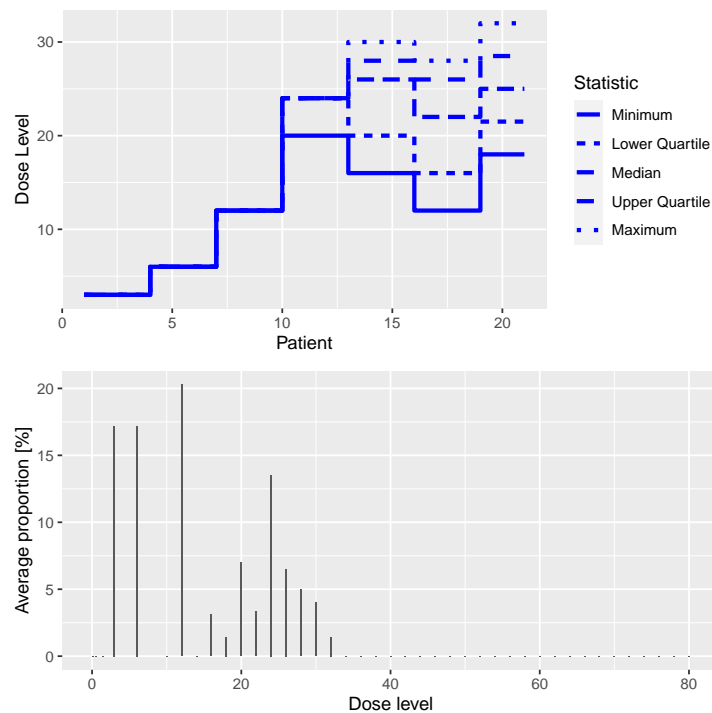 30
20
10
Dose Level
0
5
10
15
20
Patient
Statistic
Minimum
Lower Quartile
Median
Upper Quartile
Maximum
20
15
10
5
0
Average proportion [%]
0
20
40
60
80
Dose level